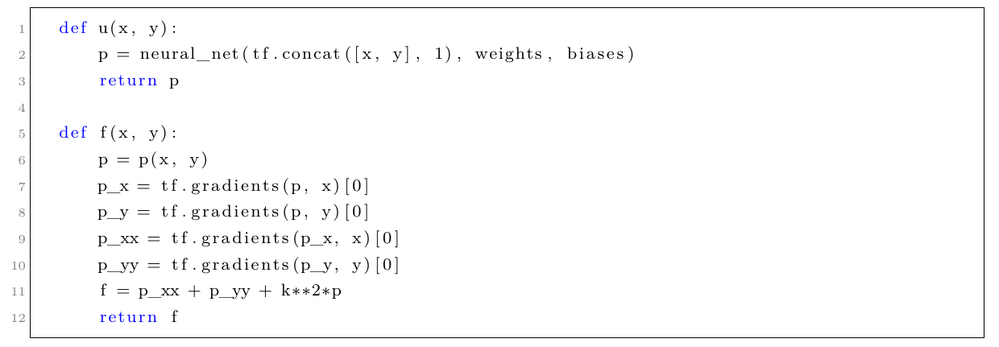 1 def u(x, y):
2 p = neural_net(tf.concat([x, y], 1), weights, biases)
3 return p
4
5 def f(x, y):
6 p = p(x, y)
7 p_x = tf.gradients(p, x)[0]
8 p_y = tf.gradients(p, y)[0]
9 p_xx = tf.gradients(p_x, x)[0]
10 p_yy = tf.gradients(p_y, y)[0]
11 f = p_xx + p_yy + k**2*p
12 return f